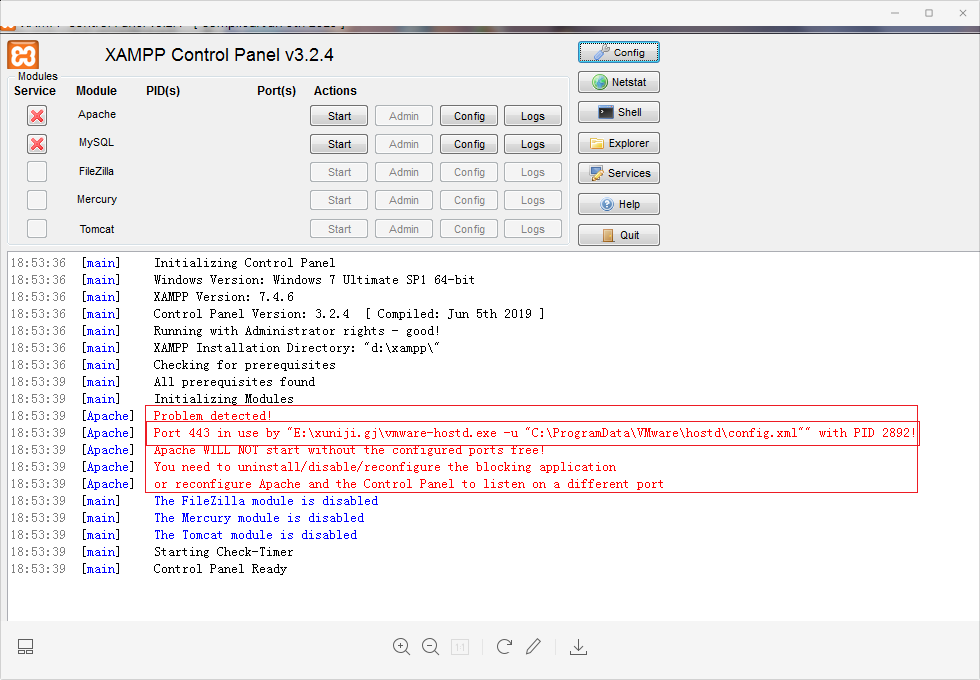 XAMPP Control Panel v3.2.4
Modules
Service Module PID(s) Port(s) Actions
Apache Start Admin Config Logs
MySQL Start Admin Config Logs
FileZilla Start Admin Config Logs
Mercury Start Admin Config Logs
Tomcat Start Admin Config Logs
Config
Netstat
Shell
Explorer
Services
Help
Quit
18:53:36 [main] Initializing Control Panel
18:53:36 [main] Windows Version: Windows 7 Ultimate SP1 64-bit
18:53:36 [main] XAMPP Version: 7.4.6
18:53:36 [main] Control Panel Version: 3.2.4 [ Compiled: Jun 5th 2019 ]
18:53:36 [main] Running with Administrator rights - good!
18:53:36 [main] XAMPP Installation Directory: "d:\xampp\"
18:53:36 [main] Checking for prerequisites
18:53:39 [main] All prerequisites found
18:53:39 [main] Initializing Modules
18:53:39 [Apache] Problem detected!
18:53:39 [Apache] Port 443 in use by "E:\xuniji.gj\vmware-hostd.exe -u "C:\ProgramData\VMware\hostd\config.xml"" with PID 2892!
18:53:39 [Apache] Apache WILL NOT start without the configured ports free!
18:53:39 [Apache] You need to uninstall/disable/reconfigure the blocking application
18:53:39 [Apache] or reconfigure Apache and the Control Panel to listen on a different port
18:53:39 [main] The FileZilla module is disabled
18:53:39 [main] The Mercury module is disabled
18:53:39 [main] The Tomcat module is disabled
18:53:39 [main] Starting Check-Timer
18:53:39 [main] Control Panel Ready
1:1